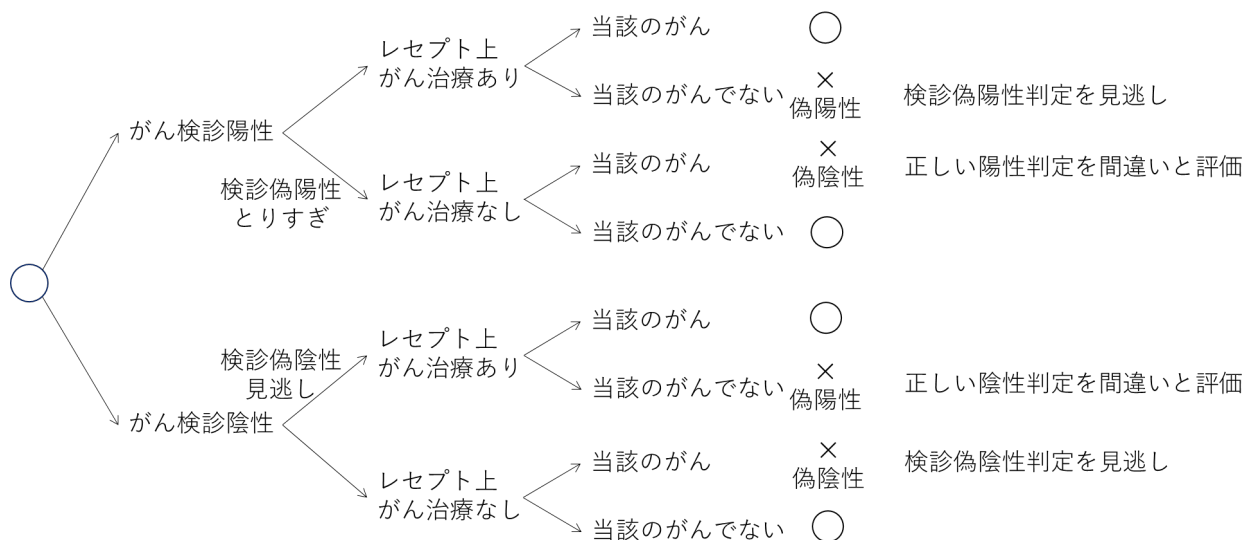 当該のがん
レセプト上
がん治療あり
×
当該のがんでない
偽陽性
検診偽陽性判定を見逃し
がん検診陽性
×
当該のがん
偽陰性
正しい陽性判定を間違いと評価
検診偽陽性
とりすぎ
レセプト上
がん治療なし
当該のがんでない
当該のがん
レセプト上
がん治療あり
検診偽陰性
見逃し
×
当該のがんでない
偽陽性
正しい陰性判定を間違いと評価
がん検診陰性
×
当該のがん
偽陰性
検診偽陰性判定を見逃し
レセプト上
がん治療なし
当該のがんでない